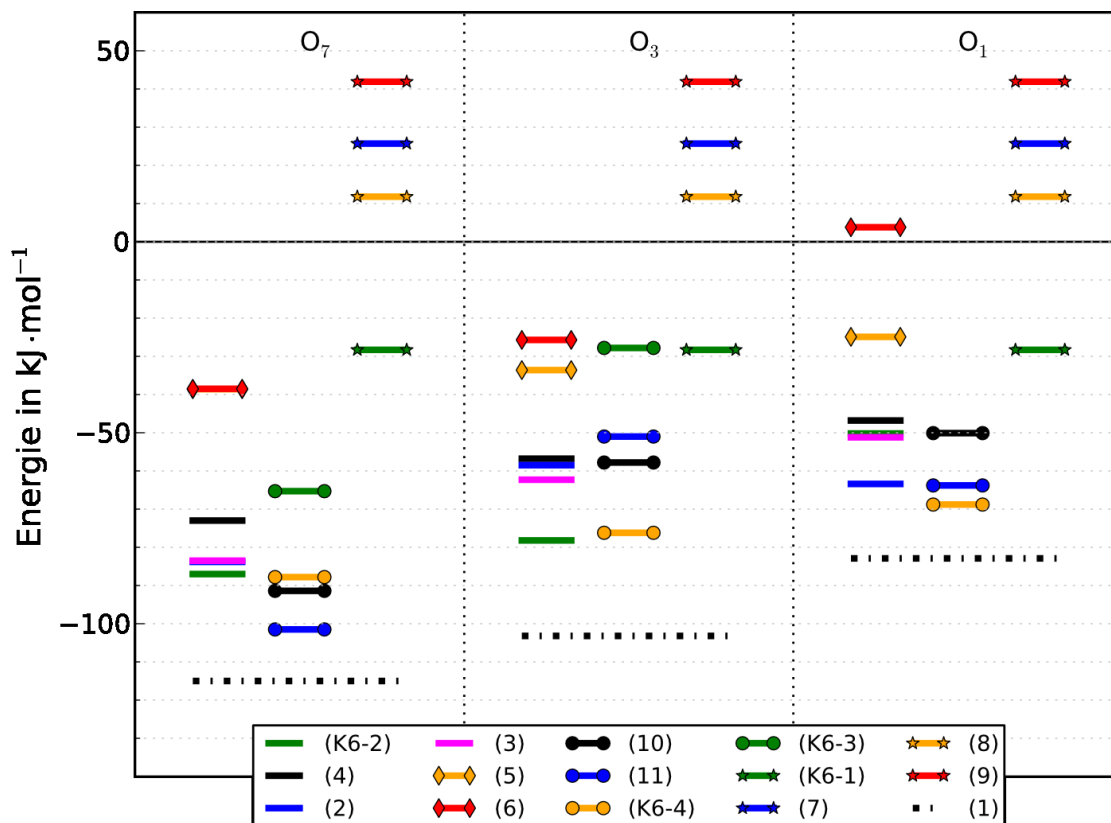 O₇ O₃ O₁
50
0
−50
−100
Energie in kJ·mol⁻¹
(K6-2) (3) (10) (K6-3) (8)
(4) (5) (11) (K6-1) (9)
(2) (6) (K6-4) (7) (1)